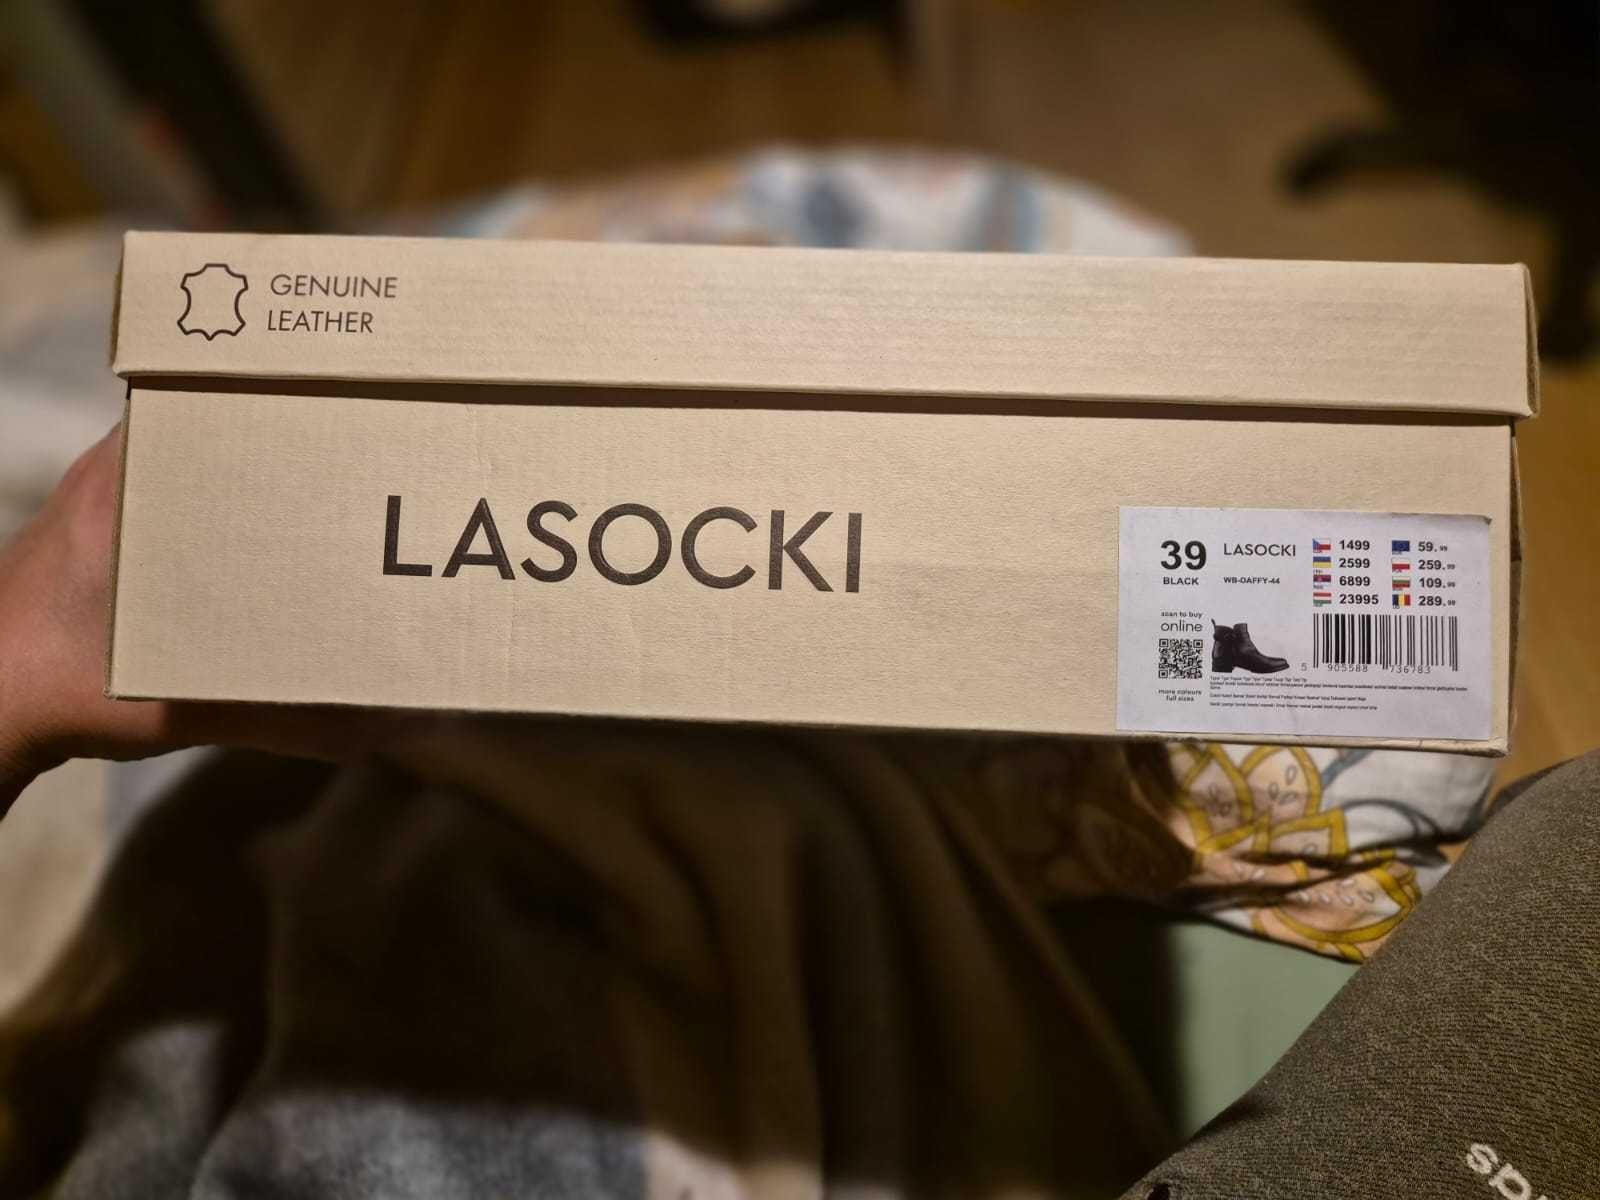 GENUINE
LEATHER
LASOCKI
39 LASOCKI
BLACK WB-DAFFY-44
1499 59.99
2599 259.99
6899 109.99
23995 289.99
scan to buy
online
more colours
full sizes
5 905588 736783
sp